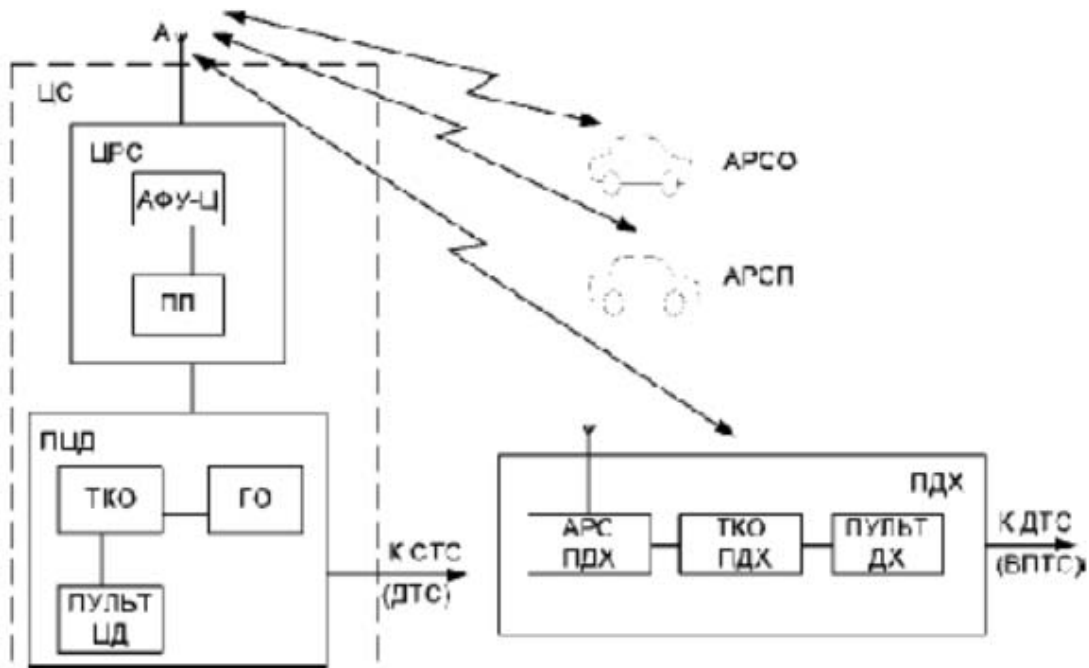 А
ЦС
ЦРС
АФУ-Ц
ПП
АРСО
АРСП
ПЦД
ТКО
ГО
ПУЛЬТ
ЦД
К СТС
(ДТС)
ПДХ
АРС
ПДХ
ТКО
ПДХ
ПУЛЬТ
ДХ
К ДТС
(ВПТС)